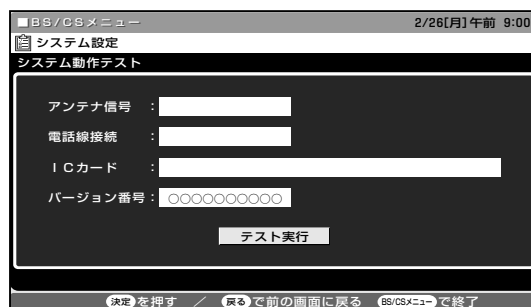 ■BS/CSメニュー 2/26[月]午前 9:00
システム設定
システム動作テスト
アンテナ信号 :
電話線接続 :
ICカード :
バージョン番号: ○○○○○○○○○○
テスト実行
決定を押す / 戻るで前の画面に戻る BS/CSメニューで終了